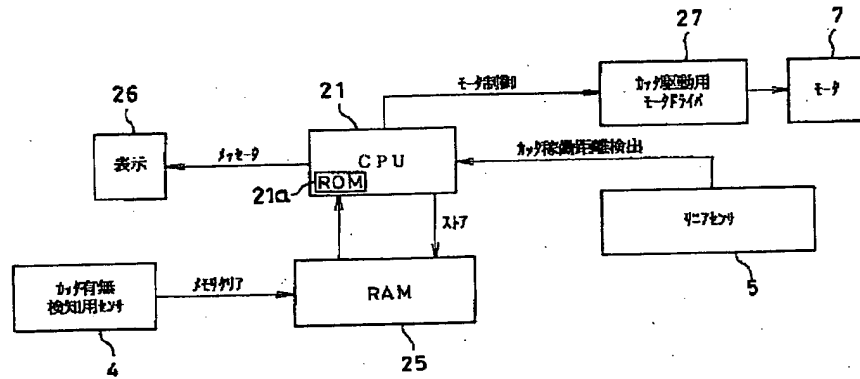 27
7
21
モータ制御
カッタ駆動用
モータドライバ
モータ
26
表示
メッセータ
CPU
カッタ稼働距離検出
21a
ROM
ストア
リニアセンサ
カッタ有無
検知用センサ
メモリクリア
RAM
5
4
25